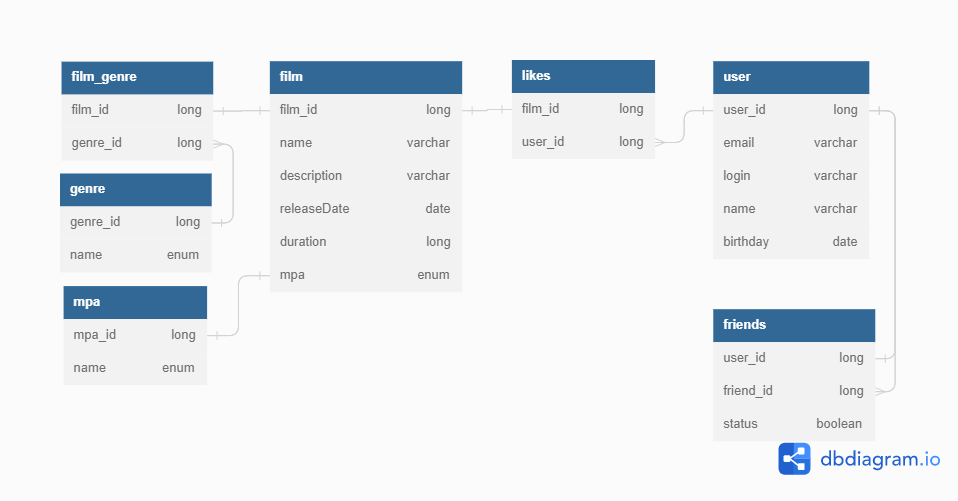 film_genre
film_id long
genre_id long
genre
genre_id long
name enum
mpa
mpa_id long
name enum
film
film_id long
name varchar
description varchar
releaseDate date
duration long
mpa enum
likes
film_id long
user_id long
user
user_id long
email varchar
login varchar
name varchar
birthday date
friends
user_id long
friend_id long
status boolean
dbdiagram.io